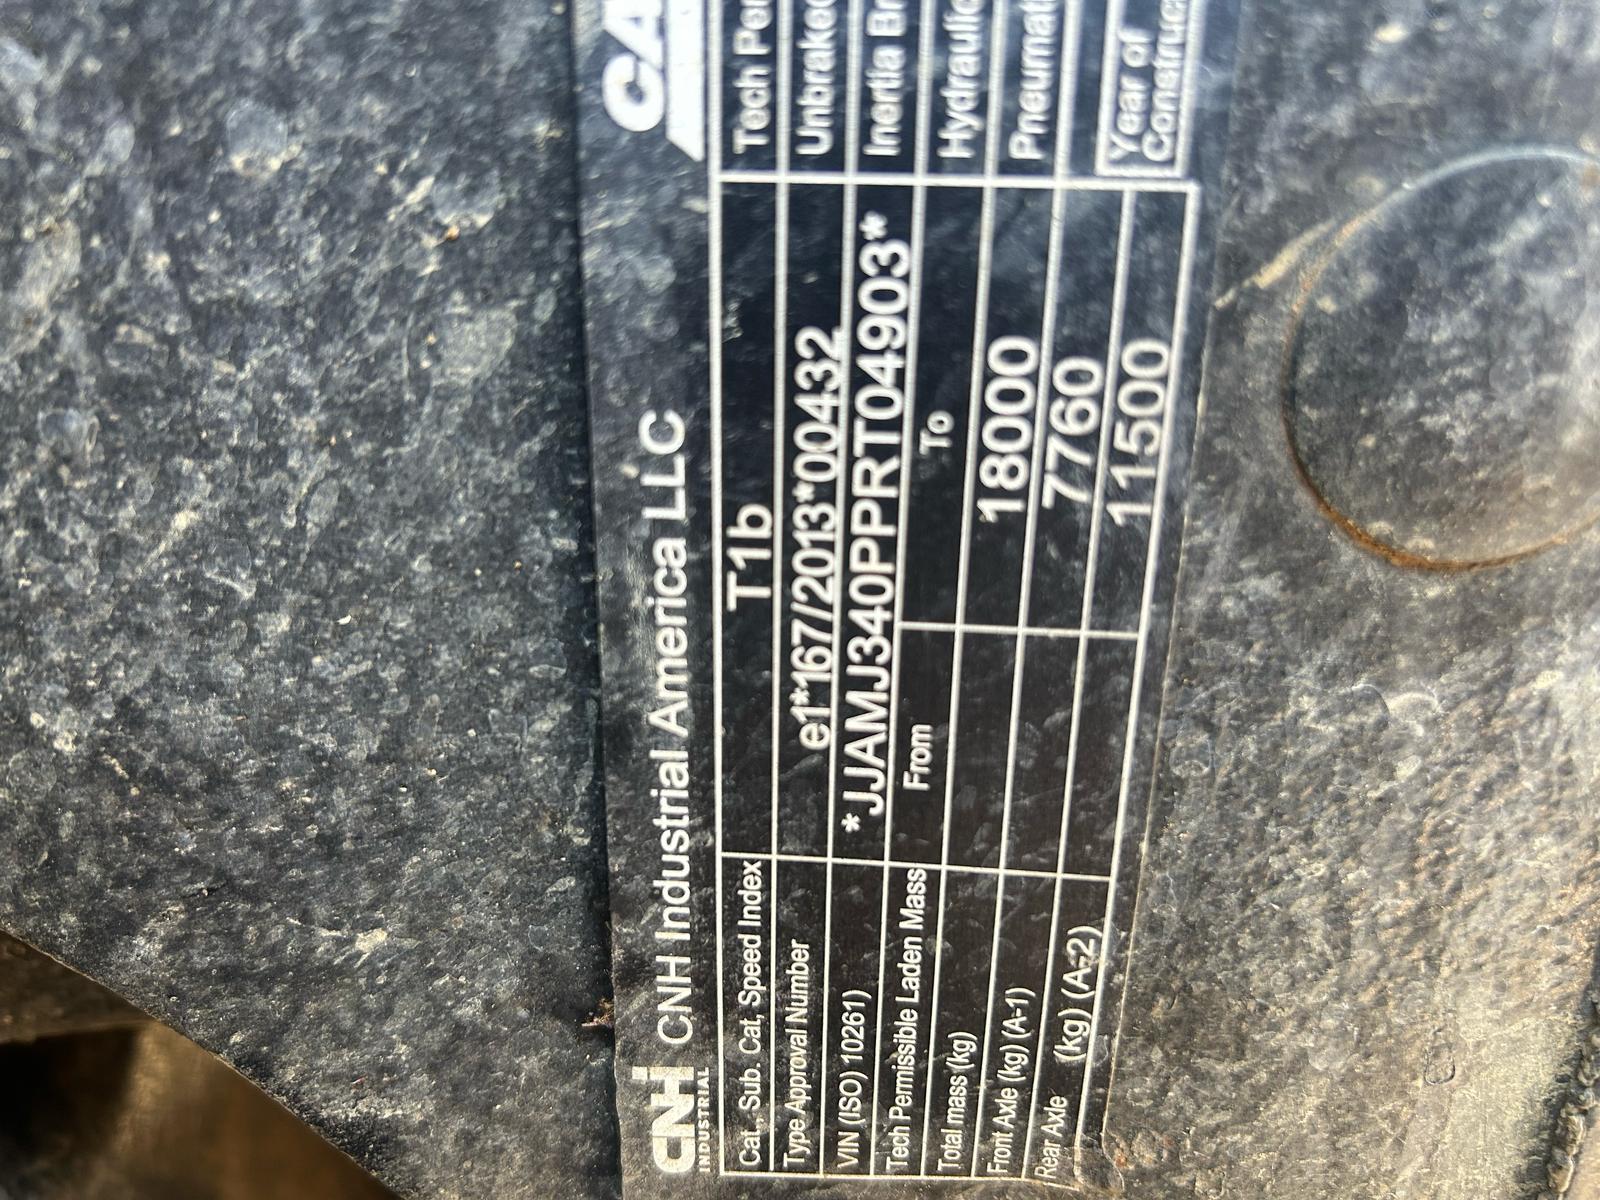 CNH INDUSTRIAL CNH Industrial America LLC CA
Cat., Sub. Cat, Speed Index T1b
Type Approval Number e1*167/2013*00432
VIN (ISO) 10261) *JJAMJ340PPRT04903*
Tech Permissible Laden Mass From To
Total mass (kg) 18000
Front Axle (kg) (A-1) 7760
Rear Axle (kg) (A-2) 11500
Tech Per
Unbraked
Inertia Br
Hydraulic
Pneumati
Year of
Construc